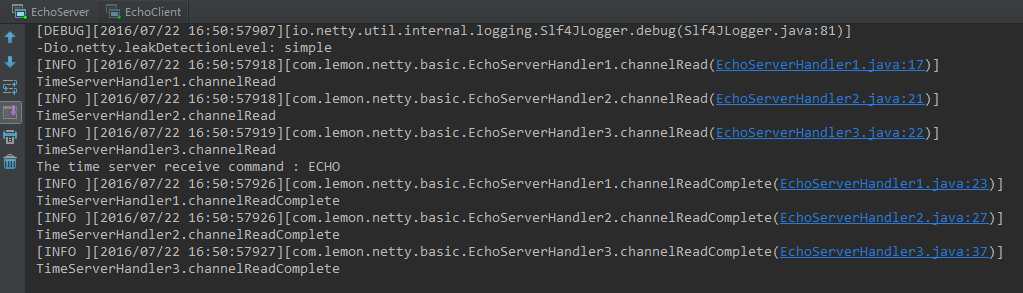 EchoServer EchoClient
[DEBUG][2016/07/22 16:50:57907][io.netty.util.internal.logging.Slf4JLogger.debug(Slf4JLogger.java:81)]
-Dio.netty.leakDetectionLevel: simple
[INFO ][2016/07/22 16:50:57918][com.lemon.netty.basic.EchoServerHandler1.channelRead(EchoServerHandler1.java:17)]
TimeServerHandler1.channelRead
[INFO ][2016/07/22 16:50:57918][com.lemon.netty.basic.EchoServerHandler2.channelRead(EchoServerHandler2.java:21)]
TimeServerHandler2.channelRead
[INFO ][2016/07/22 16:50:57919][com.lemon.netty.basic.EchoServerHandler3.channelRead(EchoServerHandler3.java:22)]
TimeServerHandler3.channelRead
The time server receive command : ECHO
[INFO ][2016/07/22 16:50:57926][com.lemon.netty.basic.EchoServerHandler1.channelReadComplete(EchoServerHandler1.java:23)]
TimeServerHandler1.channelReadComplete
[INFO ][2016/07/22 16:50:57926][com.lemon.netty.basic.EchoServerHandler2.channelReadComplete(EchoServerHandler2.java:27)]
TimeServerHandler2.channelReadComplete
[INFO ][2016/07/22 16:50:57927][com.lemon.netty.basic.EchoServerHandler3.channelReadComplete(EchoServerHandler3.java:37)]
TimeServerHandler3.channelReadComplete